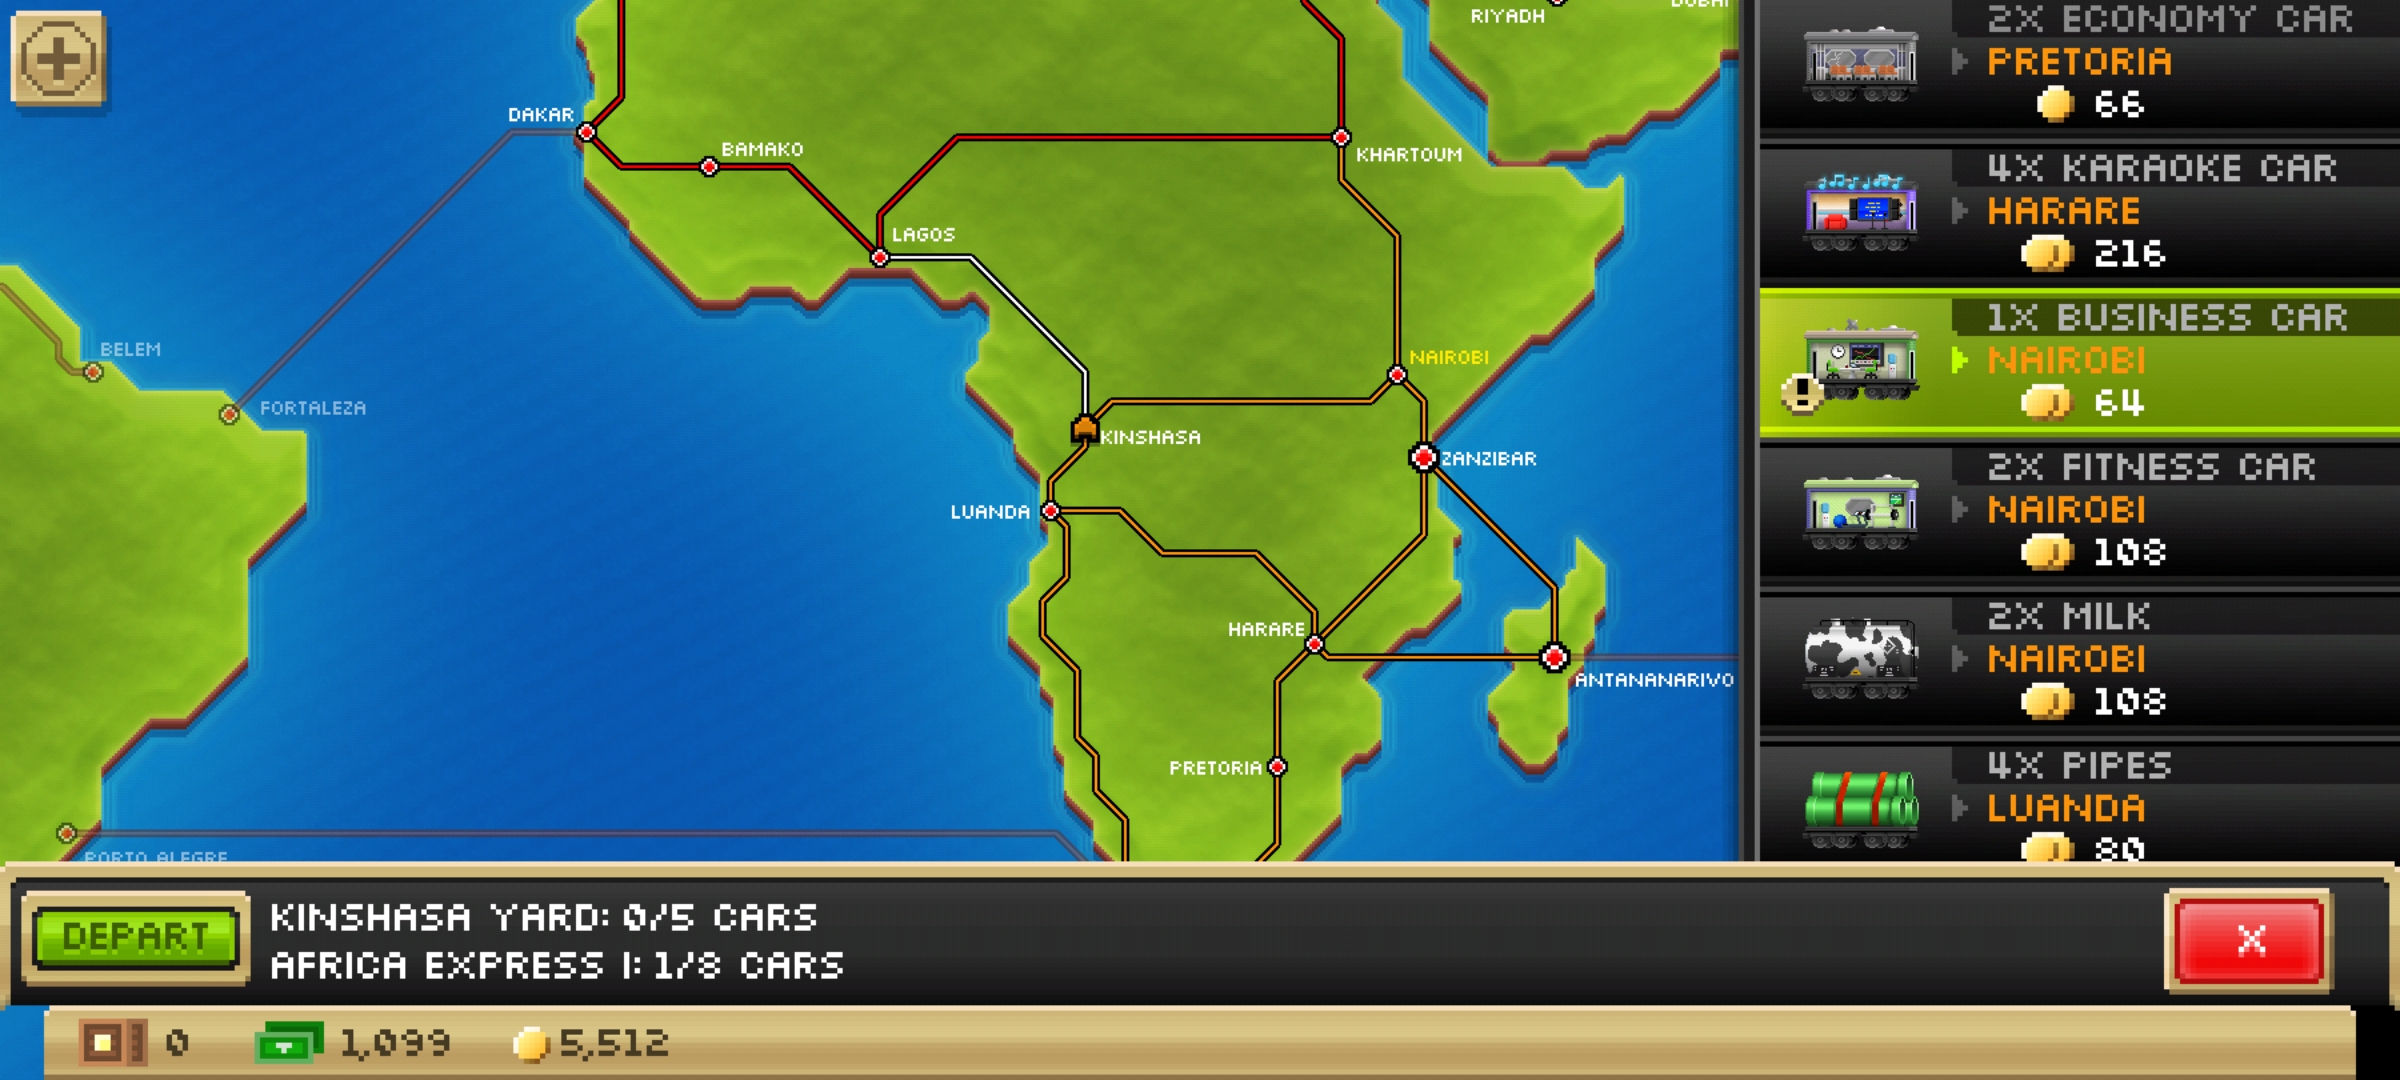 RIYADH
DUBAI
DAKAR
BAMAKO
KHARTOUM
LAGOS
BELEM
FORTALEZA
NAIROBI
KINSHASA
ZANZIBAR
LUANDA
HARARE
ANTANANARIVO
PRETORIA
PORTO ALEGRE
2X ECONOMY CAR
PRETORIA
66
4X KARAOKE CAR
HARARE
216
1X BUSINESS CAR
NAIROBI
64
2X FITNESS CAR
NAIROBI
108
2X MILK
NAIROBI
108
4X PIPES
LUANDA
80
DEPART
KINSHASA YARD: 0/5 CARS
AFRICA EXPRESS I: 1/8 CARS
X
0
1,099
5,512